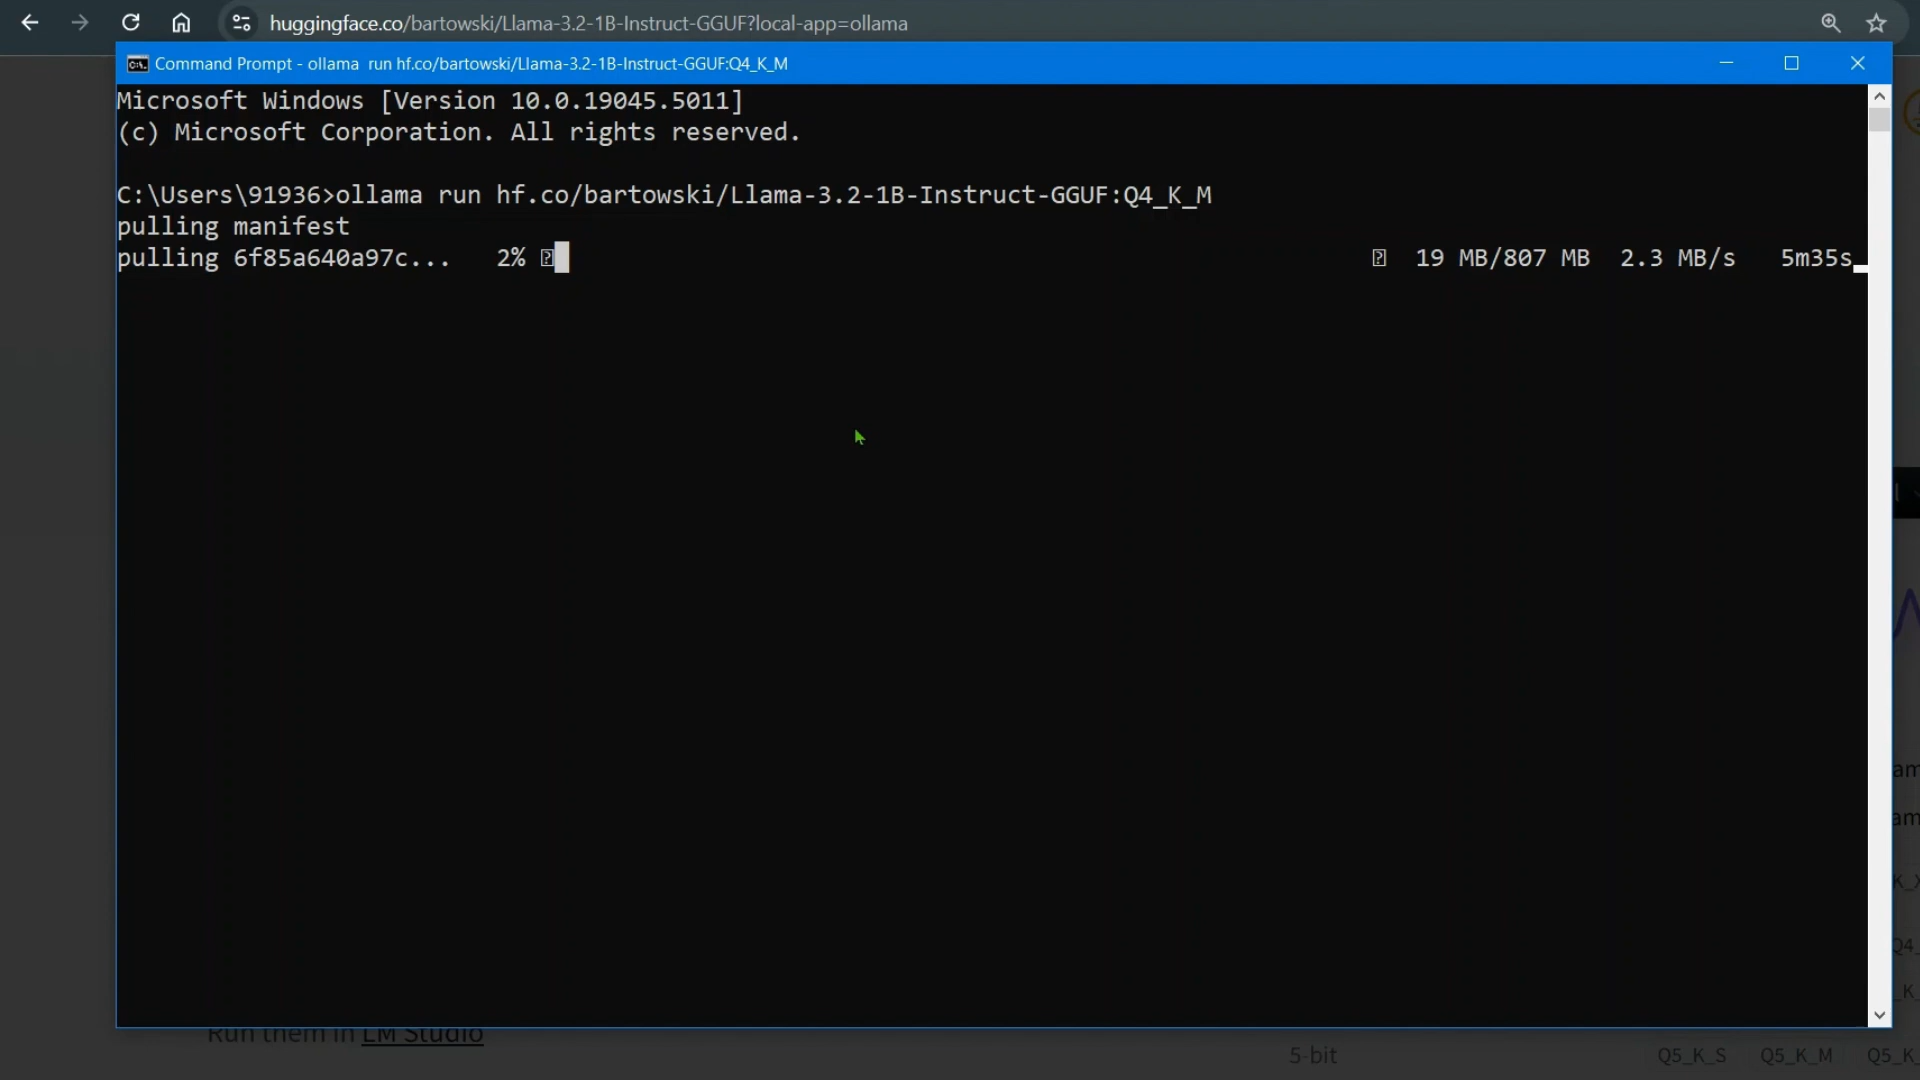 huggingface.co/bartowski/Llama-3.2-1B-Instruct-GGUF?local-app=ollama
Command Prompt - ollama  run hf.co/bartowski/Llama-3.2-1B-Instruct-GGUF:Q4_K_M
Microsoft Windows [Version 10.0.19045.5011]
(c) Microsoft Corporation. All rights reserved.
C:\Users\91936>ollama run hf.co/bartowski/Llama-3.2-1B-Instruct-GGUF:Q4_K_M
pulling manifest
pulling 6f85a640a97c...   2% 19 MB/807 MB  2.3 MB/s   5m35s
Run them in LM Studio
5-bit Q5_K_S Q5_K_M